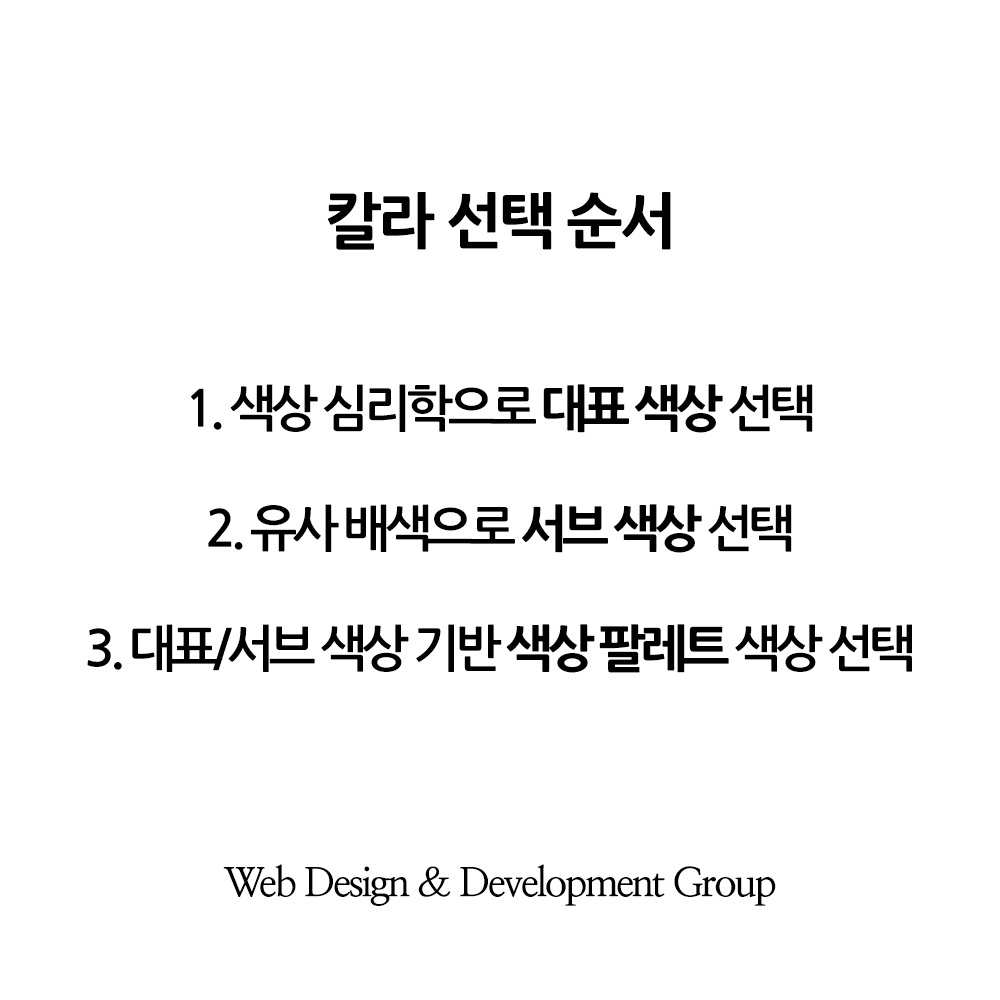 칼라 선택 순서
1. 색상 심리학으로 대표 색상 선택
2. 유사 배색으로 서브 색상 선택
3. 대표/서브 색상 기반 색상 팔레트 색상 선택
Web Design & Development Group